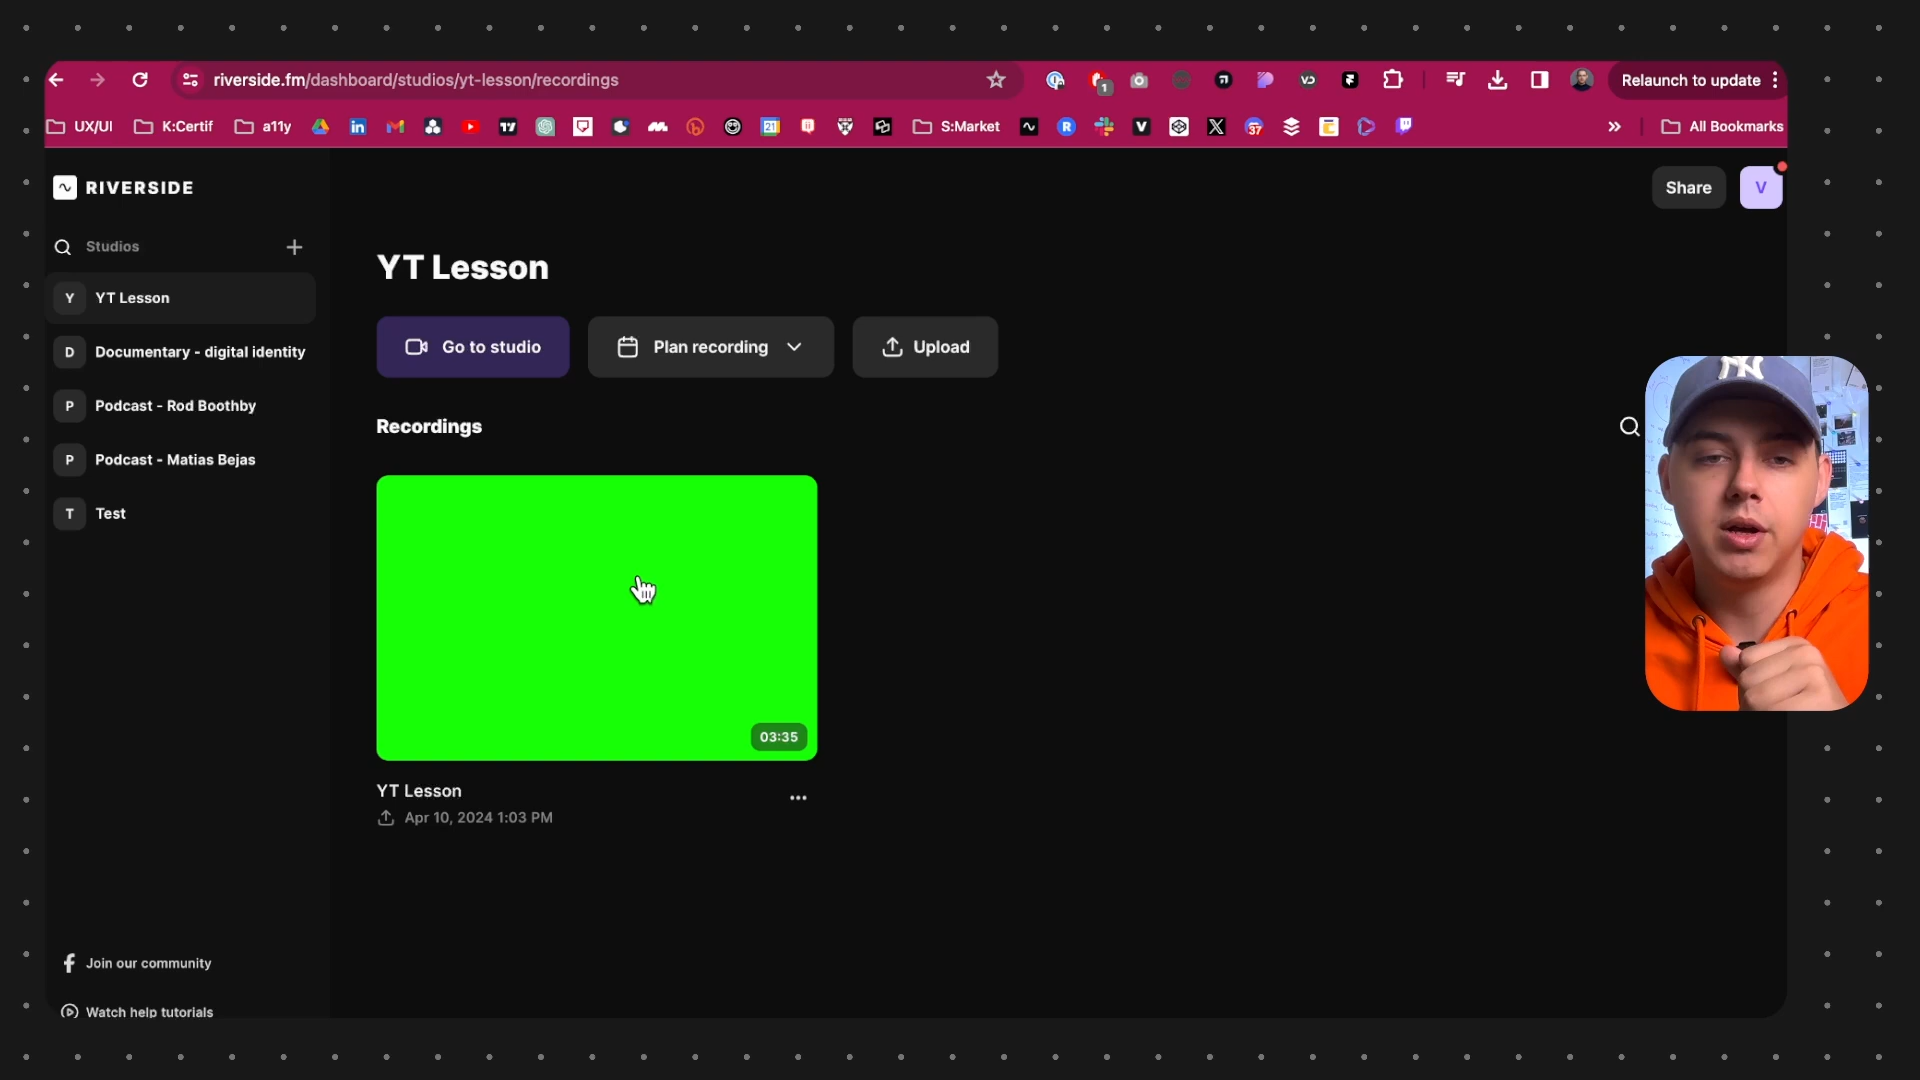 riverside.fm/dashboard/studios/yt-lesson/recordings
1
Relaunch to update
UX/UI
K:Certif
a11y
21
S:Market
R
V
X
37
All Bookmarks
RIVERSIDE
Share
V
Studios
Y YT Lesson
D Documentary - digital identity
P Podcast - Rod Boothby
P Podcast - Matias Bejas
T Test
YT Lesson
Go to studio
Plan recording
Upload
Recordings
03:35
YT Lesson
Apr 10, 2024 1:03 PM
Join our community
Watch help tutorials